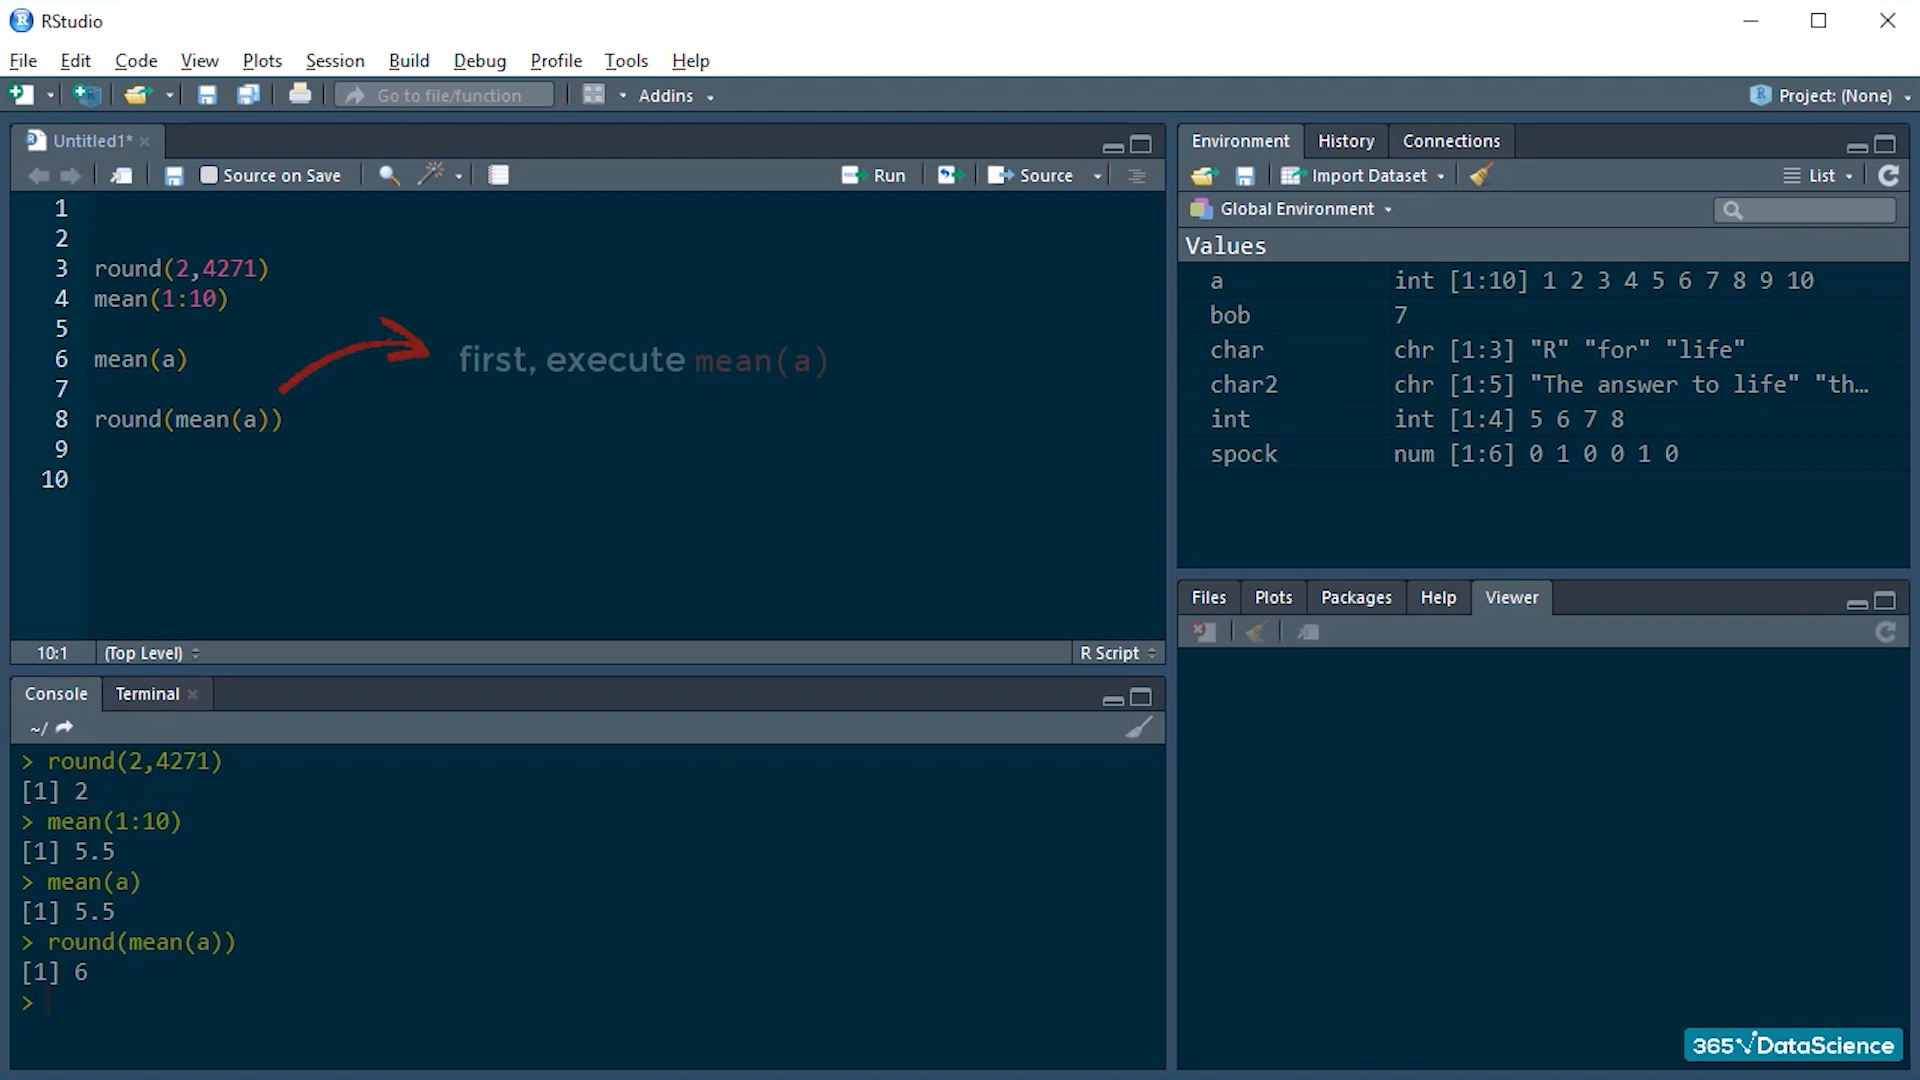 RStudio
File Edit Code View Plots Session Build Debug Profile Tools Help
Go to file/function Addins Project: (None)
Untitled1*
Source on Save Run Source
1
2
3 round(2,4271)
4 mean(1:10)
5
6 mean(a)
first, execute mean(a)
7
8 round(mean(a))
9
10
10:1 (Top Level) R Script
Console Terminal
~/
> round(2,4271)
[1] 2
> mean(1:10)
[1] 5.5
> mean(a)
[1] 5.5
> round(mean(a))
[1] 6
>
Environment History Connections
Import Dataset List
Global Environment
Values
a int [1:10] 1 2 3 4 5 6 7 8 9 10
bob 7
char chr [1:3] "R" "for" "life"
char2 chr [1:5] "The answer to life" "th…
int int [1:4] 5 6 7 8
spock num [1:6] 0 1 0 0 1 0
Files Plots Packages Help Viewer
365 DataScience